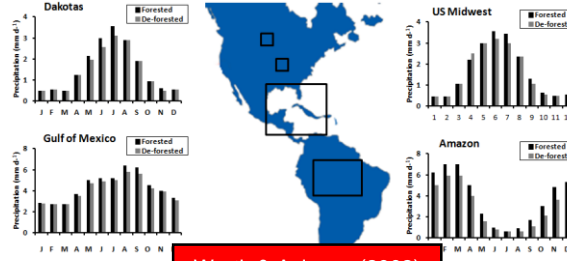 Dakotas
Forested
De-forested
Precipitation (mm d-1)
4
3
2
1
0
J F M A M J J A S O N D
US Midwest
Forested
De-forested
Precipitation (mm d-1)
4
3
2
1
0
1 2 3 4 5 6 7 8 9 10 11 1
Gulf of Mexico
Forested
De-forested
Precipitation (mm d-1)
8
6
4
2
0
J F M A M J J A S O N D
Amazon
Forested
De-forested
Precipitation (mm d-1)
8
6
4
2
0
J F M A M J J A S O N D